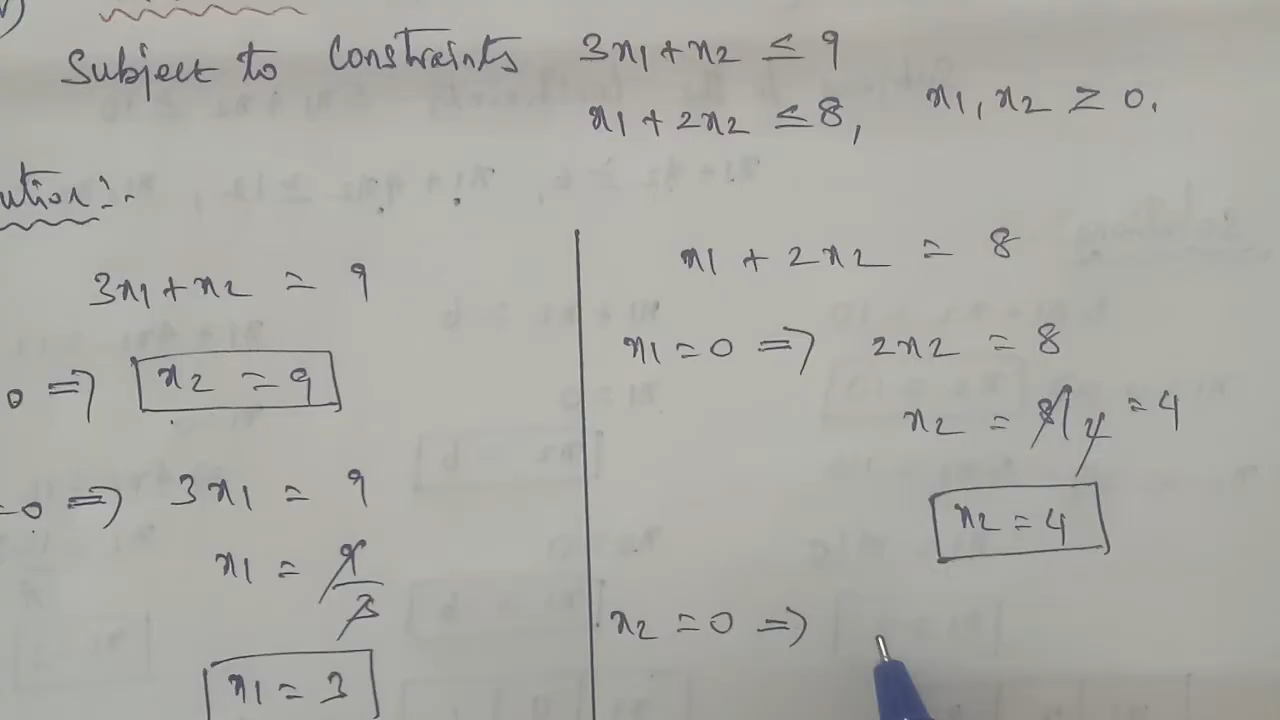 Subject to Constraints 3x1 + x2 ≤ 9
x1 + 2x2 ≤ 8, x1, x2 ≥ 0.
ution:-
3x1 + x2 = 9
0 ⇒ x2 = 9
=0 ⇒ 3x1 = 9
x1 = 9/3
x1 = 3
x1 + 2x2 = 8
x1 = 0 ⇒ 2x2 = 8
x2 = 8/2 = 4
x2 = 4
x2 = 0 ⇒